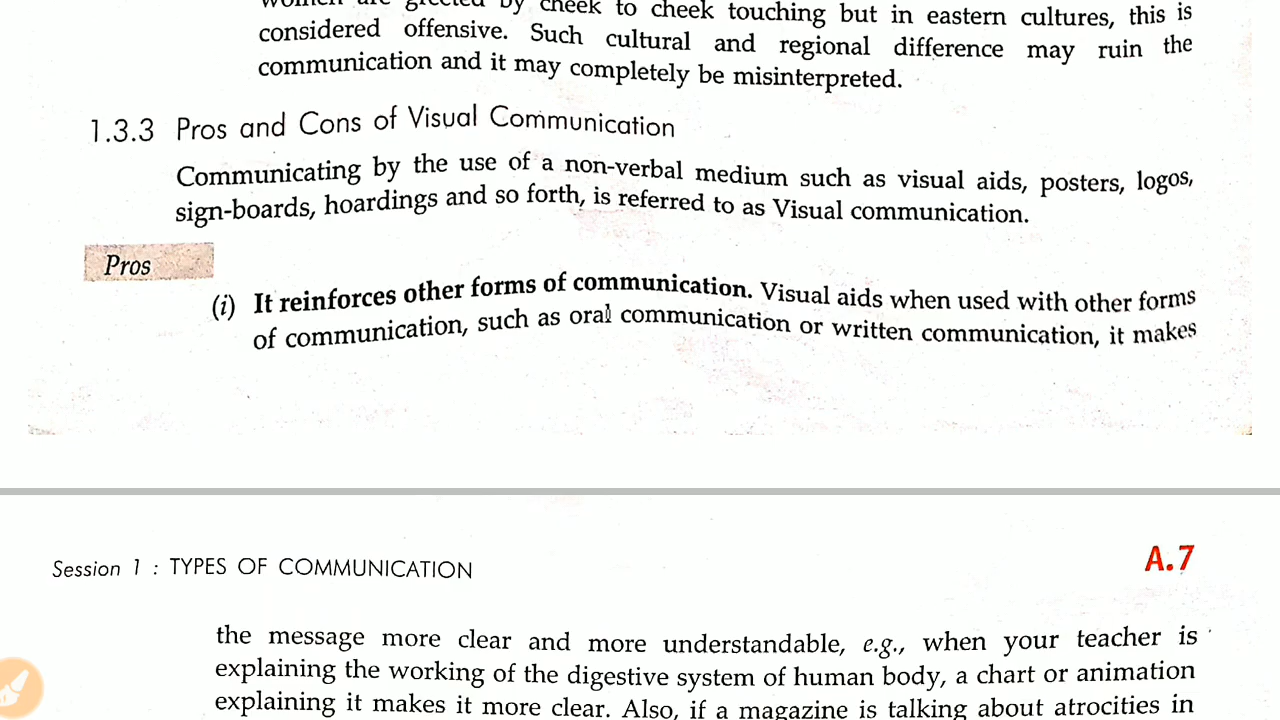 women are greeted by cheek to cheek touching but in eastern cultures, this is
considered offensive. Such cultural and regional difference may ruin the
communication and it may completely be misinterpreted.
1.3.3 Pros and Cons of Visual Communication
Communicating by the use of a non-verbal medium such as visual aids, posters, logos,
sign-boards, hoardings and so forth, is referred to as Visual communication.
Pros
(i) It reinforces other forms of communication. Visual aids when used with other forms
of communication, such as oral communication or written communication, it makes
Session 1 : TYPES OF COMMUNICATION
A.7
the message more clear and more understandable, e.g., when your teacher is
explaining the working of the digestive system of human body, a chart or animation
explaining it makes it more clear. Also, if a magazine is talking about atrocities in